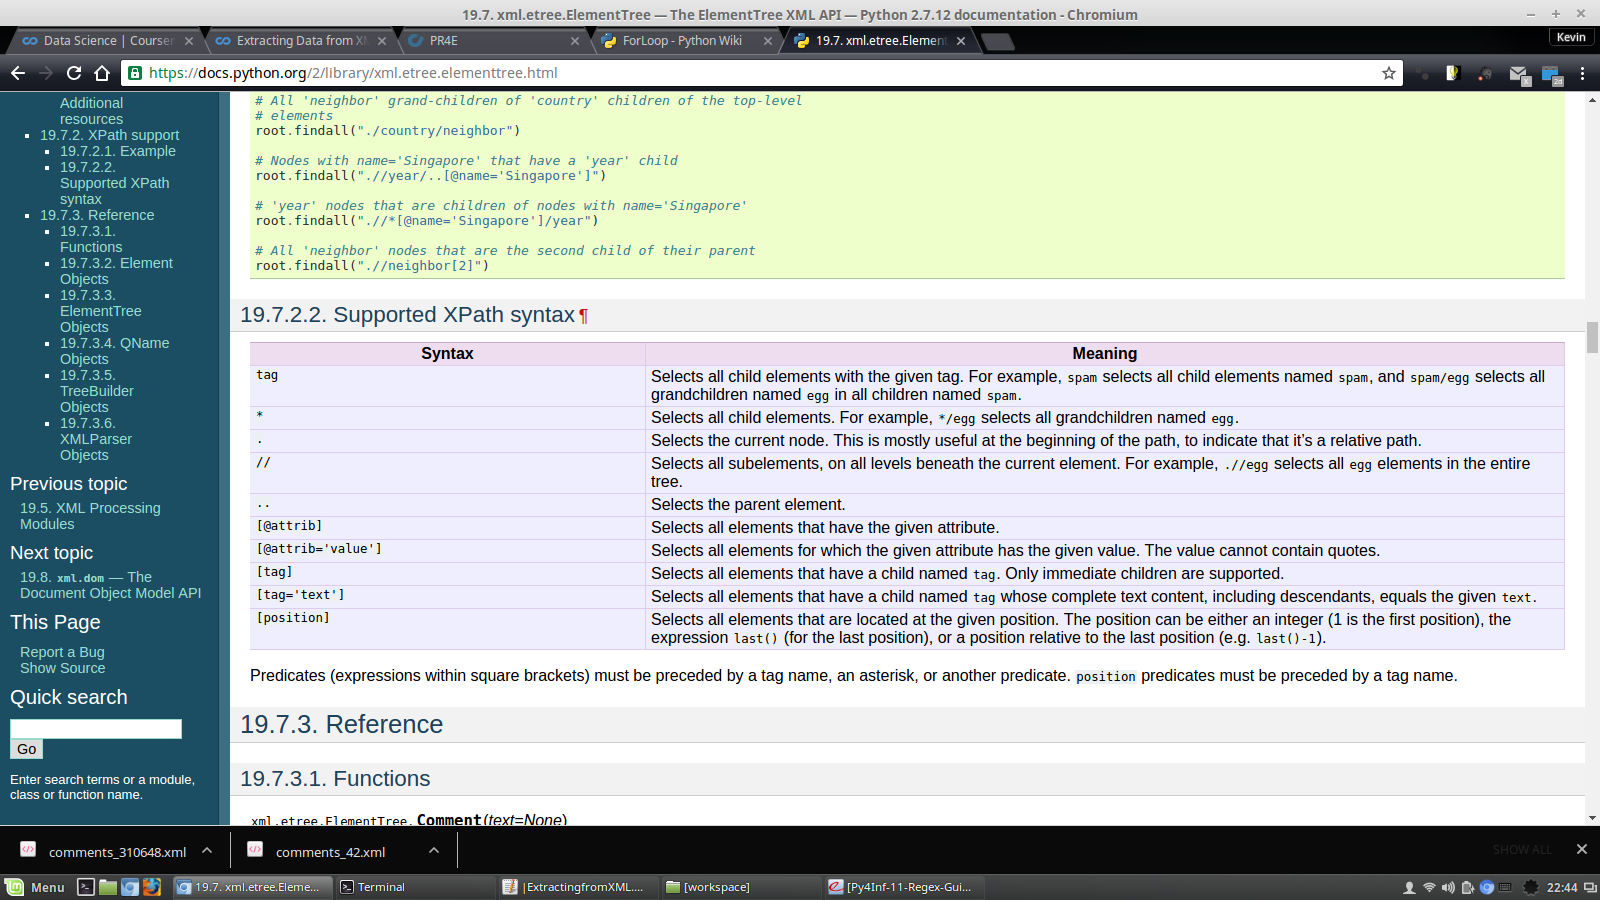 19.7. xml.etree.ElementTree — The ElementTree XML API — Python 2.7.12 documentation - Chromium
Data Science | Courser
Extracting Data from XM
PR4E
ForLoop - Python Wiki
19.7. xml.etree.Element
Kevin
https://docs.python.org/2/library/xml.etree.elementtree.html
x
2d
Additional
resources
19.7.2. XPath support
19.7.2.1. Example
19.7.2.2.
Supported XPath
syntax
19.7.3. Reference
19.7.3.1.
Functions
19.7.3.2. Element
Objects
19.7.3.3.
ElementTree
Objects
19.7.3.4. QName
Objects
19.7.3.5.
TreeBuilder
Objects
19.7.3.6.
XMLParser
Objects
Previous topic
19.5. XML Processing
Modules
Next topic
19.8. xml.dom — The
Document Object Model API
This Page
Report a Bug
Show Source
Quick search
Go
Enter search terms or a module,
class or function name.
# All 'neighbor' grand-children of 'country' children of the top-level
# elements
root.findall("./country/neighbor")
# Nodes with name='Singapore' that have a 'year' child
root.findall(".//year/..[@name='Singapore']")
# 'year' nodes that are children of nodes with name='Singapore'
root.findall(".//*[@name='Singapore']/year")
# All 'neighbor' nodes that are the second child of their parent
root.findall(".//neighbor[2]")
19.7.2.2. Supported XPath syntax¶
Syntax Meaning
tag Selects all child elements with the given tag. For example, spam selects all child elements named spam, and spam/egg selects all
grandchildren named egg in all children named spam.
* Selects all child elements. For example, */egg selects all grandchildren named egg.
. Selects the current node. This is mostly useful at the beginning of the path, to indicate that it’s a relative path.
// Selects all subelements, on all levels beneath the current element. For example, .//egg selects all egg elements in the entire
tree.
.. Selects the parent element.
[@attrib] Selects all elements that have the given attribute.
[@attrib='value'] Selects all elements for which the given attribute has the given value. The value cannot contain quotes.
[tag] Selects all elements that have a child named tag. Only immediate children are supported.
[tag='text'] Selects all elements that have a child named tag whose complete text content, including descendants, equals the given text.
[position] Selects all elements that are located at the given position. The position can be either an integer (1 is the first position), the
expression last() (for the last position), or a position relative to the last position (e.g. last()-1).
Predicates (expressions within square brackets) must be preceded by a tag name, an asterisk, or another predicate. position predicates must be preceded by a tag name.
19.7.3. Reference
19.7.3.1. Functions
xml.etree.ElementTree.Comment(text=None)
comments_310648.xml
comments_42.xml
SHOW ALL
Menu
19.7. xml.etree.Eleme...
Terminal
|ExtractingfromXML....
[workspace]
[Py4Inf-11-Regex-Gui...
22:44